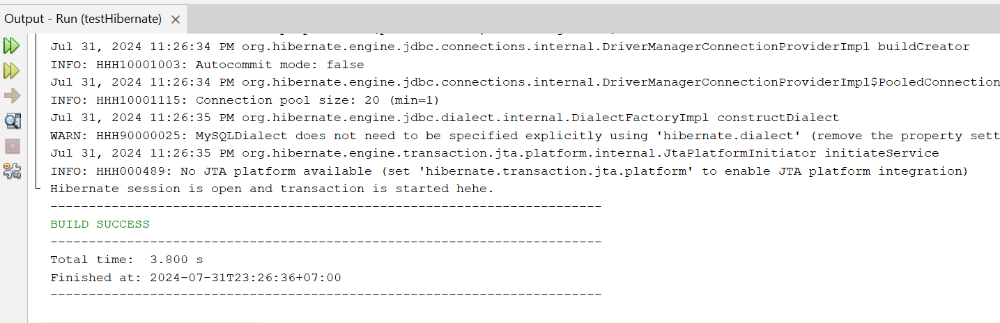 Output - Run (testHibernate)
Jul 31, 2024 11:26:34 PM org.hibernate.engine.jdbc.connections.internal.DriverManagerConnectionProviderImpl buildCreator
INFO: HHH10001003: Autocommit mode: false
Jul 31, 2024 11:26:34 PM org.hibernate.engine.jdbc.connections.internal.DriverManagerConnectionProviderImpl$PooledConnection
INFO: HHH10001115: Connection pool size: 20 (min=1)
Jul 31, 2024 11:26:35 PM org.hibernate.engine.jdbc.dialect.internal.DialectFactoryImpl constructDialect
WARN: HHH90000025: MySQLDialect does not need to be specified explicitly using 'hibernate.dialect' (remove the property sett
Jul 31, 2024 11:26:35 PM org.hibernate.engine.transaction.jta.platform.internal.JtaPlatformInitiator initiateService
INFO: HHH000489: No JTA platform available (set 'hibernate.transaction.jta.platform' to enable JTA platform integration)
Hibernate session is open and transaction is started hehe.
------------------------------------------------------------------------
BUILD SUCCESS
------------------------------------------------------------------------
Total time:  3.800 s
Finished at: 2024-07-31T23:26:36+07:00
------------------------------------------------------------------------